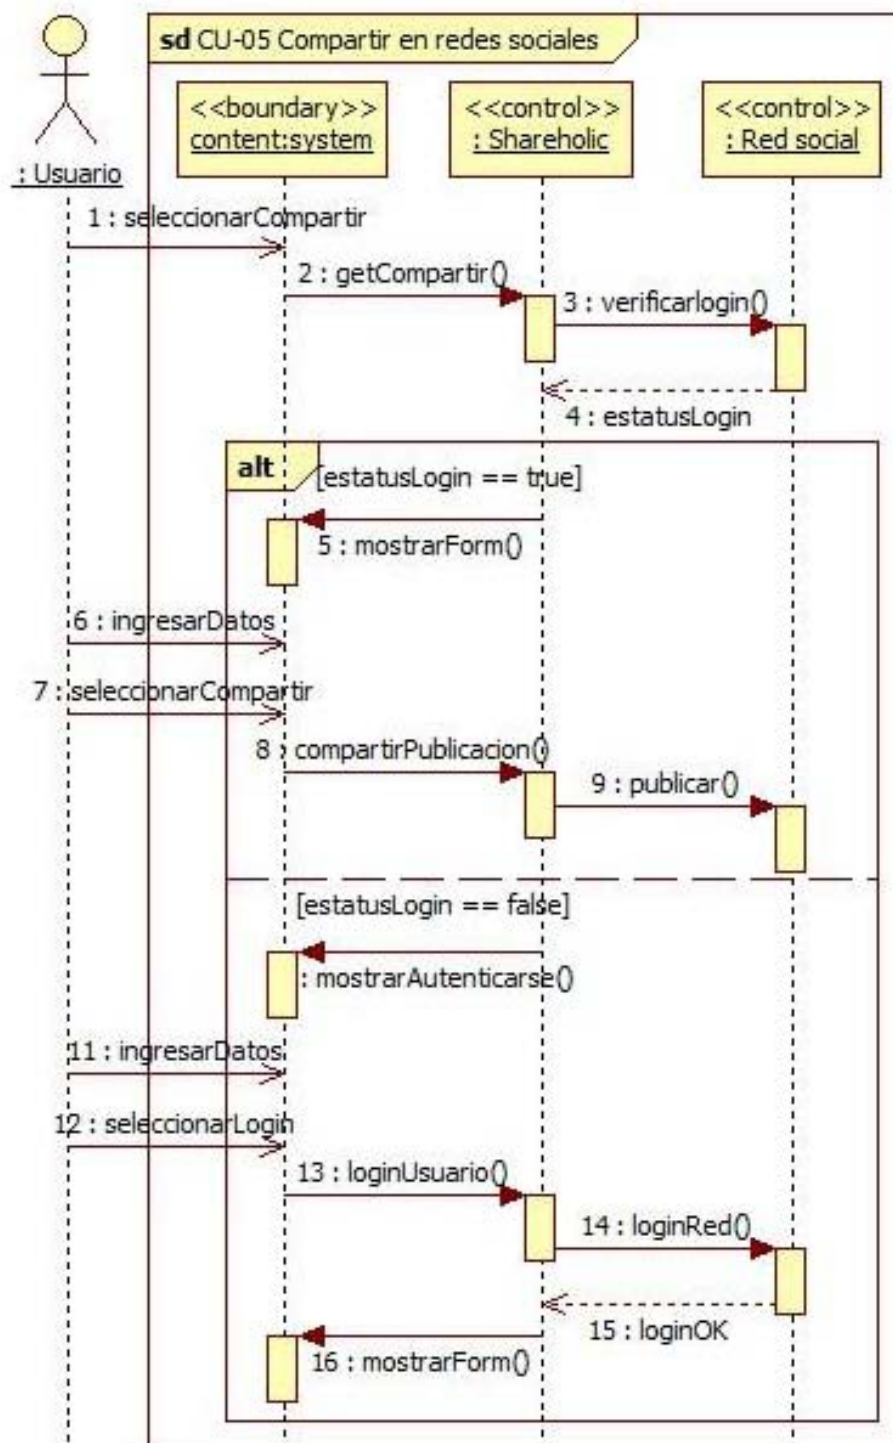 sd CU-05 Compartir en redes sociales
<<boundary>>
content:system
<<control>>
: Shareholic
<<control>>
: Red social
: Usuario
1 : seleccionarCompartir
2 : getCompartir()
3 : verificarlogin()
4 : estatusLogin
alt
[estatusLogin == true]
5 : mostrarForm()
6 : ingresarDatos
7 : seleccionarCompartir
8 : compartirPublicacion()
9 : publicar()
[estatusLogin == false]
: mostrarAutenticarse()
11 : ingresarDatos
12 : seleccionarLogin
13 : loginUsuario()
14 : loginRed()
15 : loginOK
16 : mostrarForm()